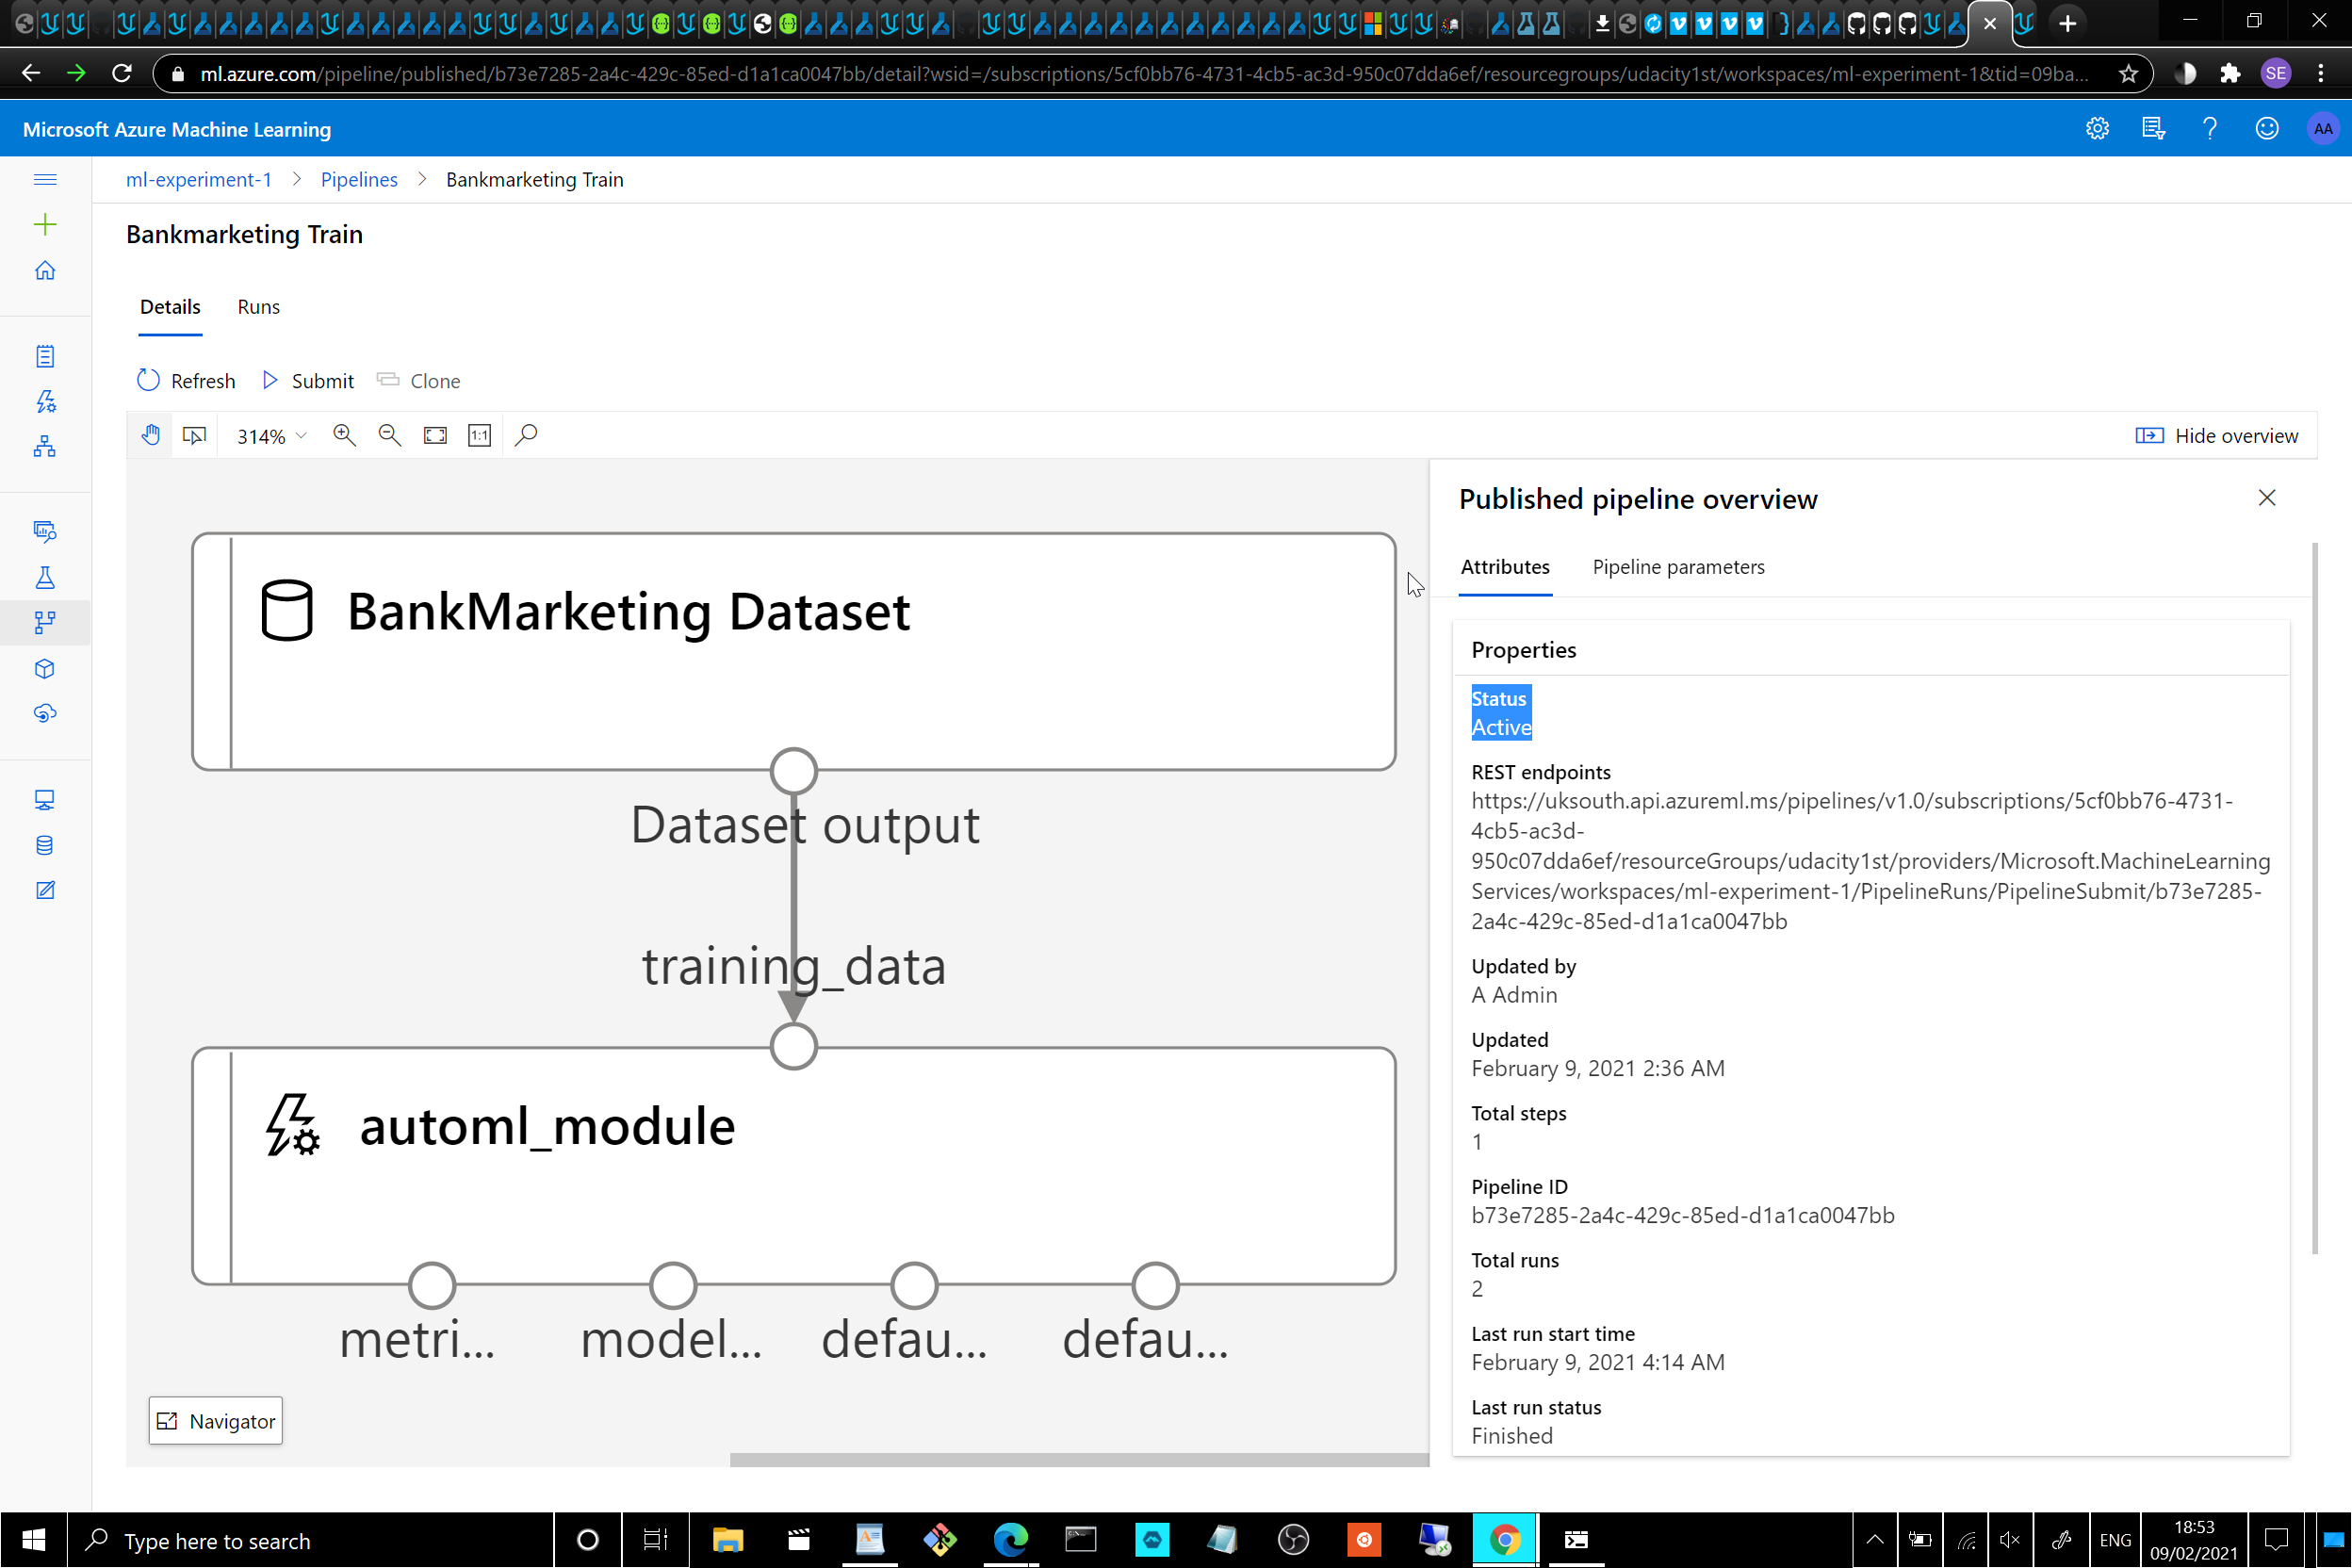 ml.azure.com/pipeline/published/b73e7285-2a4c-429c-85ed-d1a1ca0047bb/detail?wsid=/subscriptions/5cf0bb76-4731-4cb5-ac3d-950c07dda6ef/resourcegroups/udacity1st/workspaces/ml-experiment-1&tid=09ba...
SE
Microsoft Azure Machine Learning
AA
ml-experiment-1 > Pipelines > Bankmarketing Train
Bankmarketing Train
Details Runs
Refresh Submit Clone
314% 1:1 Hide overview
BankMarketing Dataset
Dataset output
training_data
automl_module
metri... model... defau... defau...
Navigator
Published pipeline overview
Attributes Pipeline parameters
Properties
Status
Active
REST endpoints
https://uksouth.api.azureml.ms/pipelines/v1.0/subscriptions/5cf0bb76-4731-
4cb5-ac3d-
950c07dda6ef/resourceGroups/udacity1st/providers/Microsoft.MachineLearning
Services/workspaces/ml-experiment-1/PipelineRuns/PipelineSubmit/b73e7285-
2a4c-429c-85ed-d1a1ca0047bb
Updated by
A Admin
Updated
February 9, 2021 2:36 AM
Total steps
1
Pipeline ID
b73e7285-2a4c-429c-85ed-d1a1ca0047bb
Total runs
2
Last run start time
February 9, 2021 4:14 AM
Last run status
Finished
Type here to search
ENG
18:53
09/02/2021